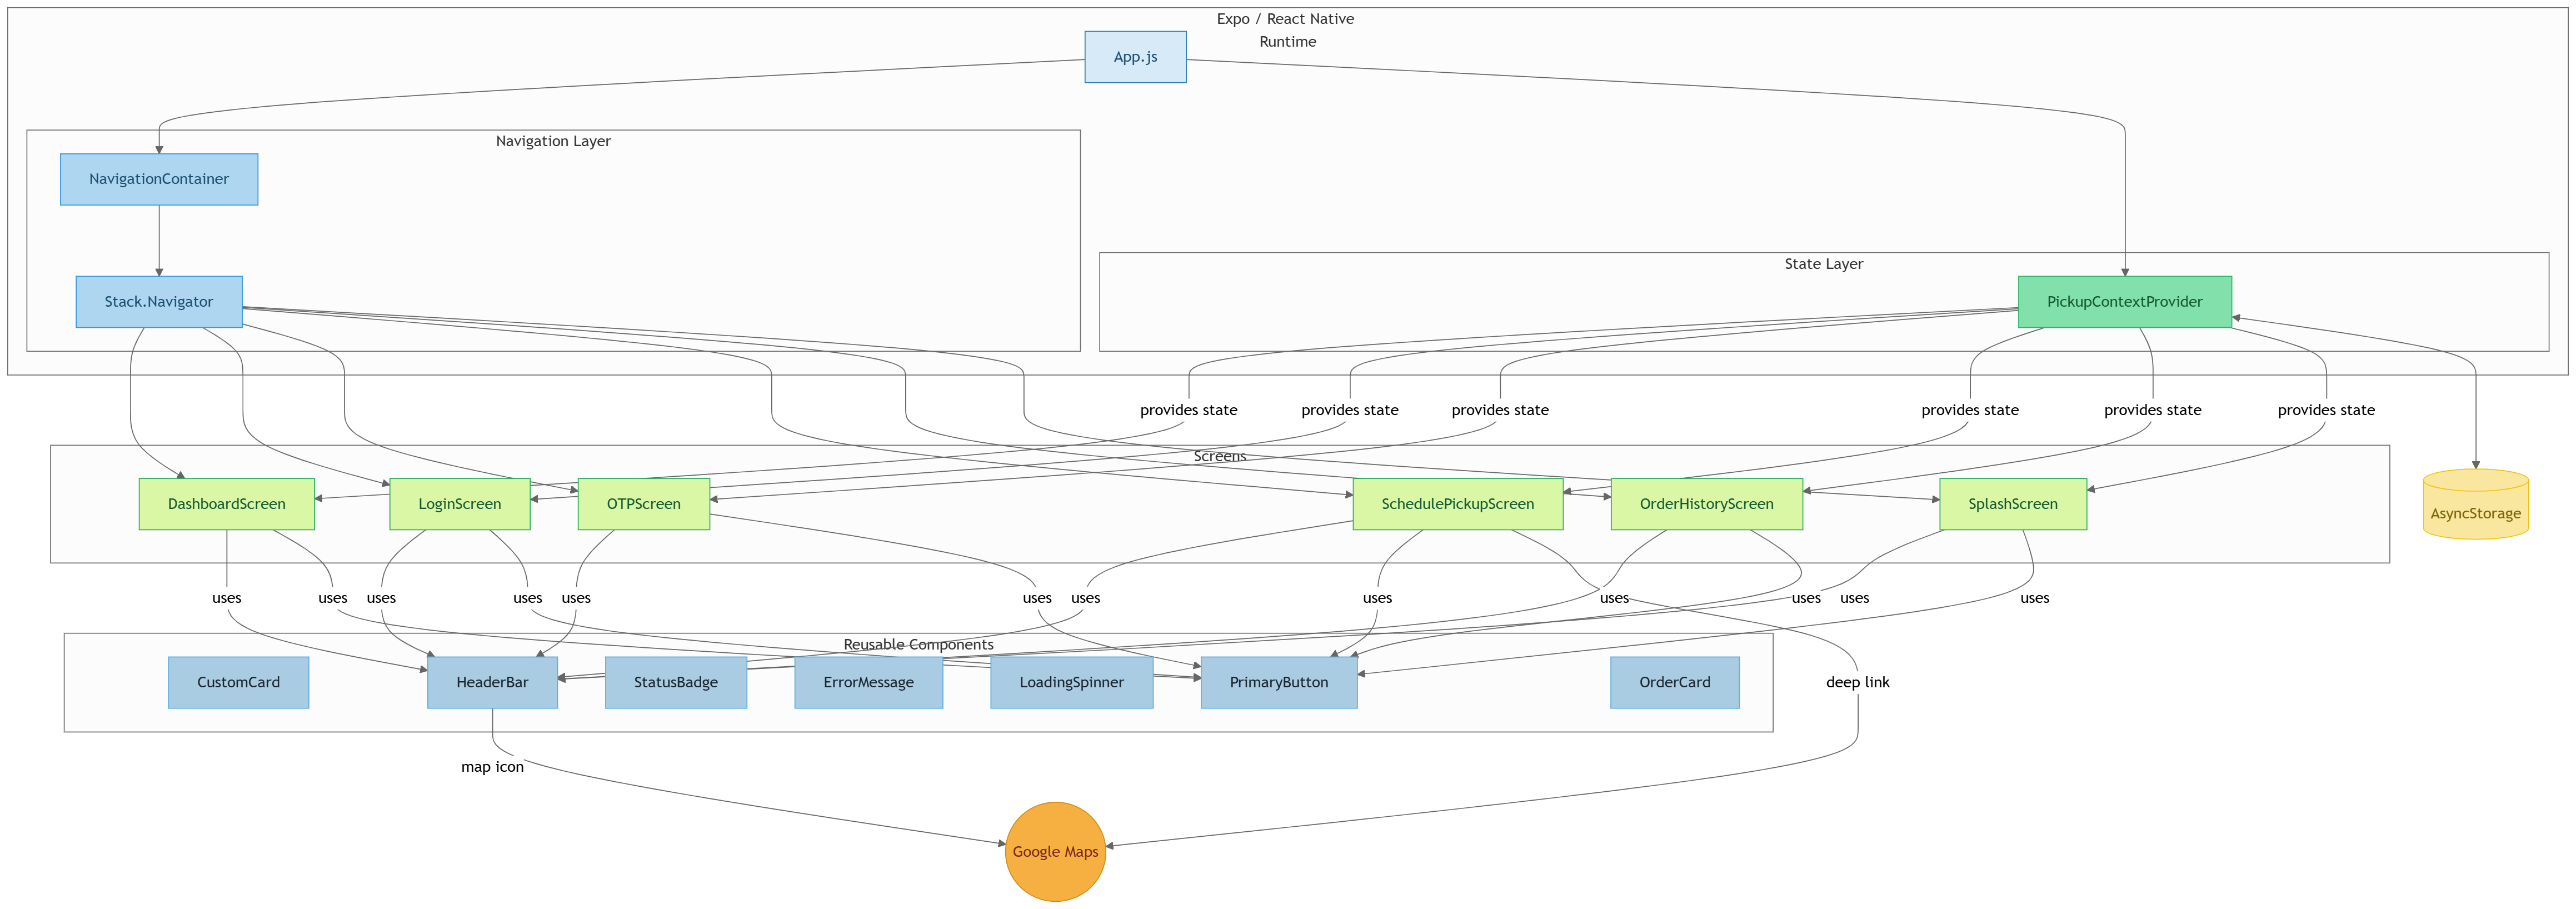 Expo / React Native
Runtime
App.js
Navigation Layer
NavigationContainer
State Layer
Stack.Navigator
PickupContextProvider
provides state
provides state
provides state
provides state
provides state
provides state
Screens
DashboardScreen
LoginScreen
OTPScreen
SchedulePickupScreen
OrderHistoryScreen
SplashScreen
AsyncStorage
uses
uses
uses
uses
uses
uses
uses
uses
uses
uses
uses
uses
Reusable Components
CustomCard
HeaderBar
StatusBadge
ErrorMessage
LoadingSpinner
PrimaryButton
OrderCard
deep link
map icon
Google Maps